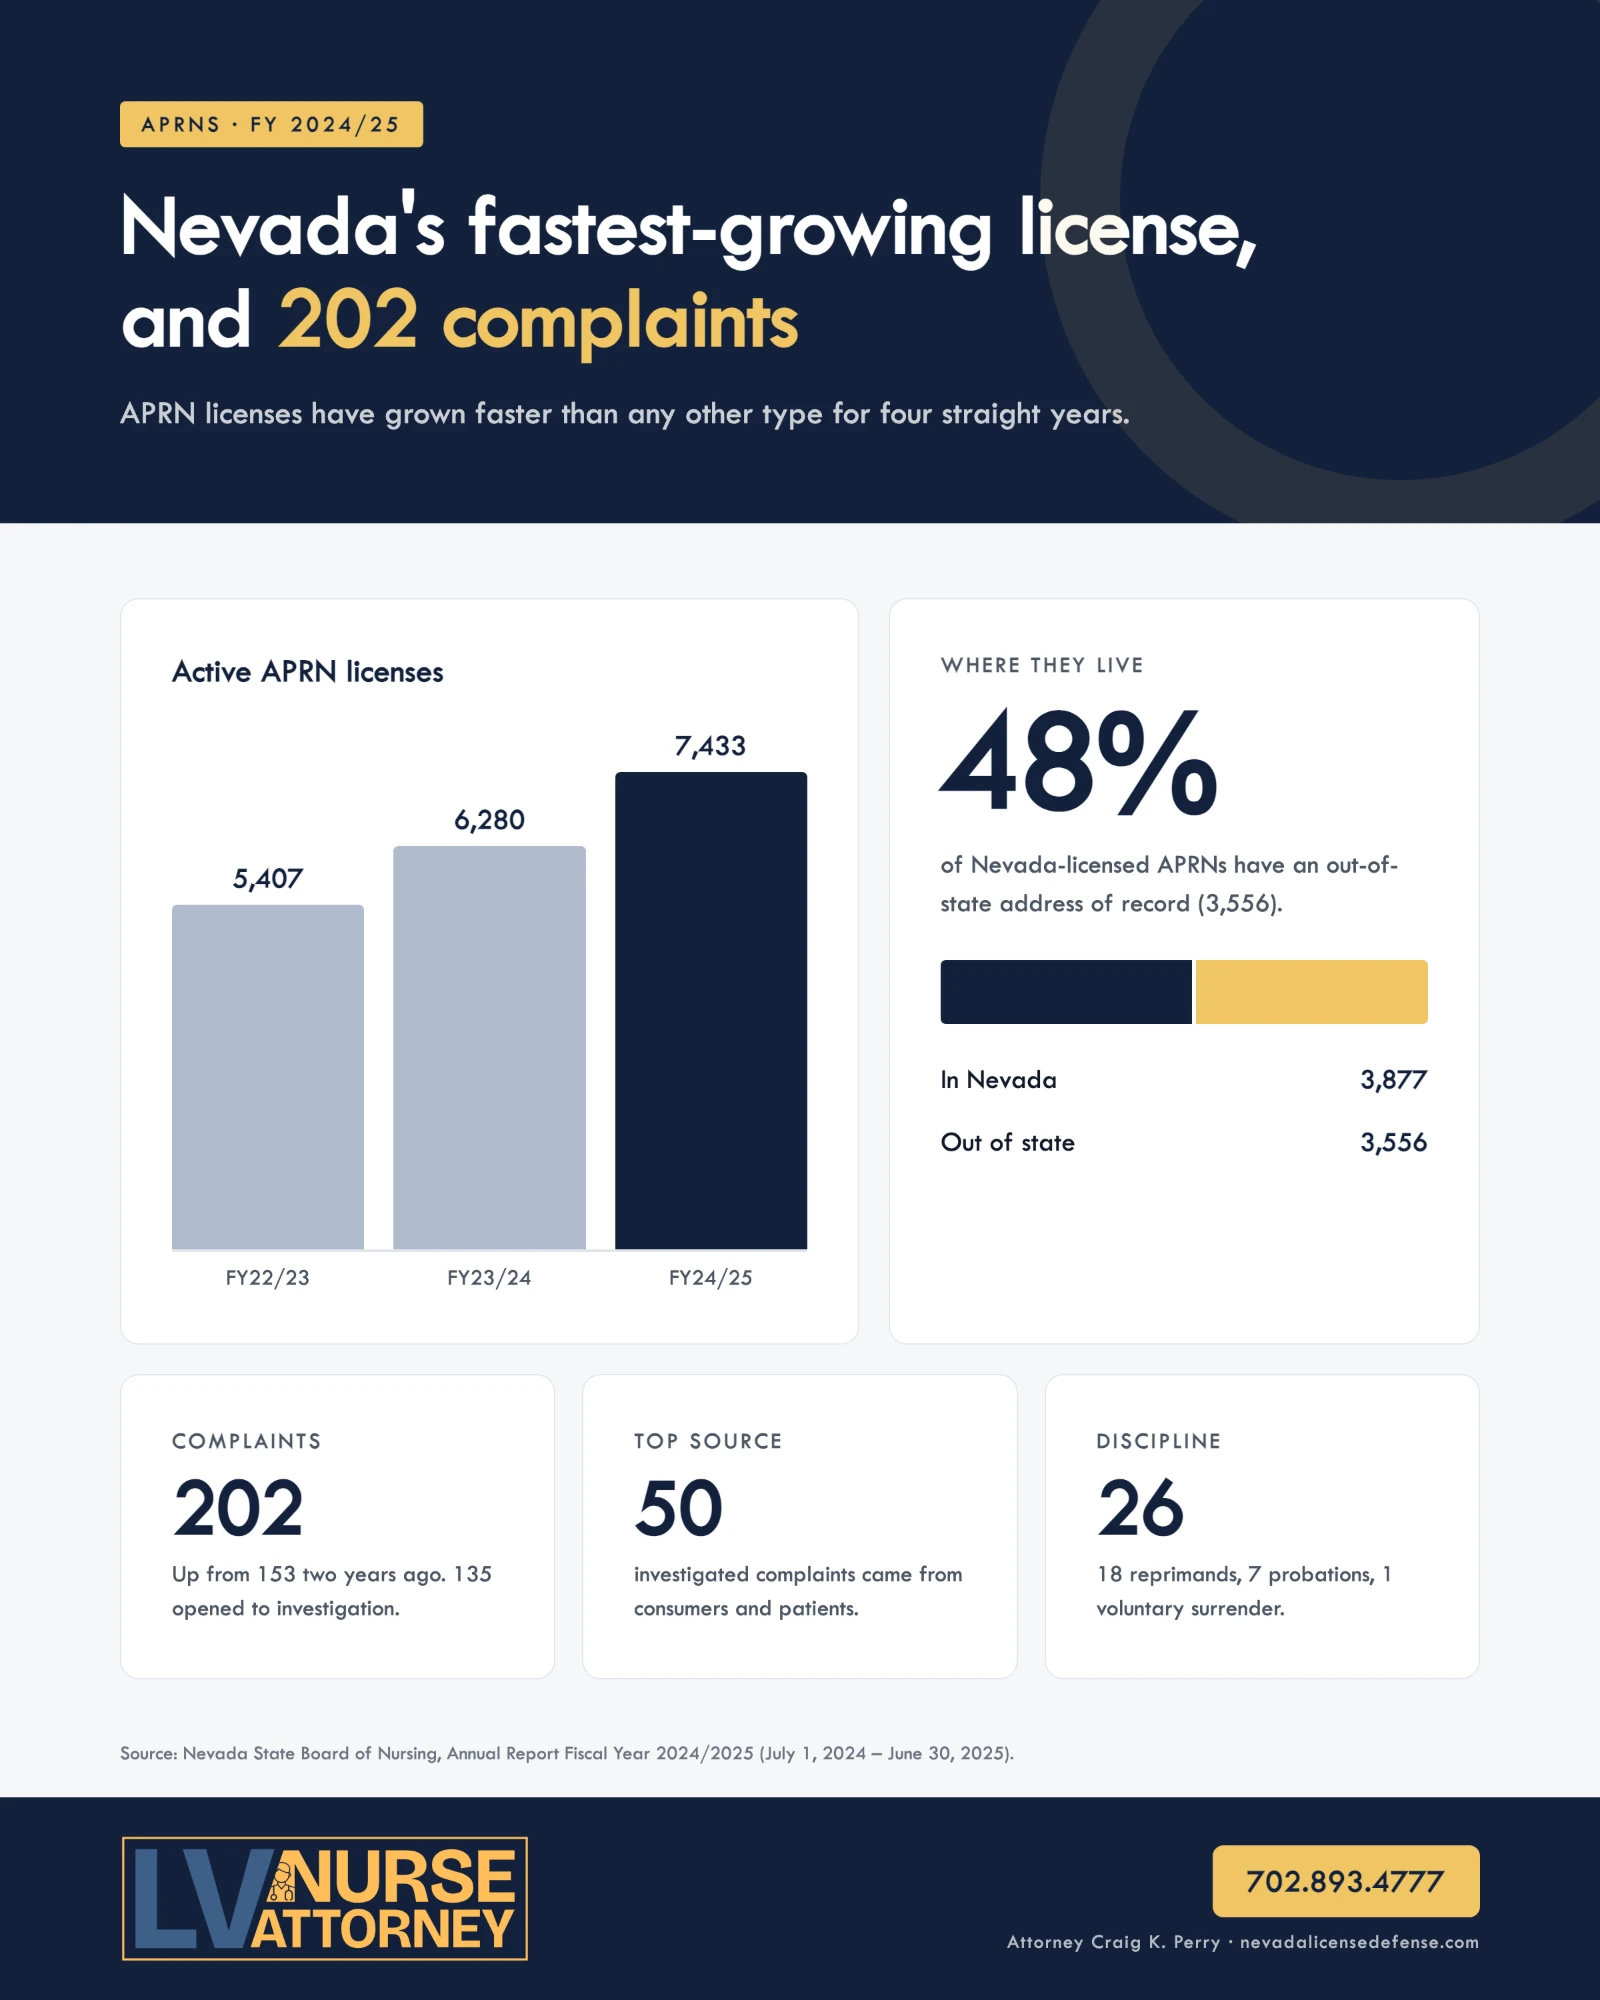 APRNS · FY 2024/25
Nevada's fastest-growing license,
and 202 complaints
APRN licenses have grown faster than any other type for four straight years.
Active APRN licenses
5,407
6,280
7,433
FY22/23
FY23/24
FY24/25
WHERE THEY LIVE
48%
of Nevada-licensed APRNs have an out-of-
state address of record (3,556).
In Nevada 3,877
Out of state 3,556
COMPLAINTS
202
Up from 153 two years ago. 135
opened to investigation.
TOP SOURCE
50
investigated complaints came from
consumers and patients.
DISCIPLINE
26
18 reprimands, 7 probations, 1
voluntary surrender.
Source: Nevada State Board of Nursing, Annual Report Fiscal Year 2024/2025 (July 1, 2024 – June 30, 2025).
LV NURSE
ATTORNEY
702.893.4777
Attorney Craig K. Perry · nevadalicensedefense.com